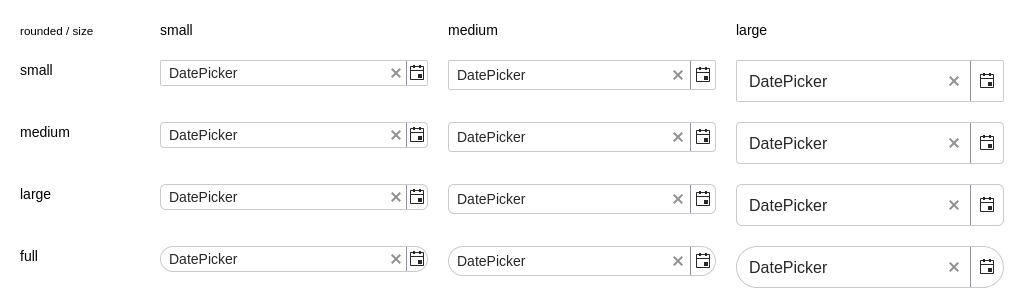 rounded / size small medium large
small DatePicker DatePicker DatePicker
medium DatePicker DatePicker DatePicker
large DatePicker DatePicker DatePicker
full DatePicker DatePicker DatePicker